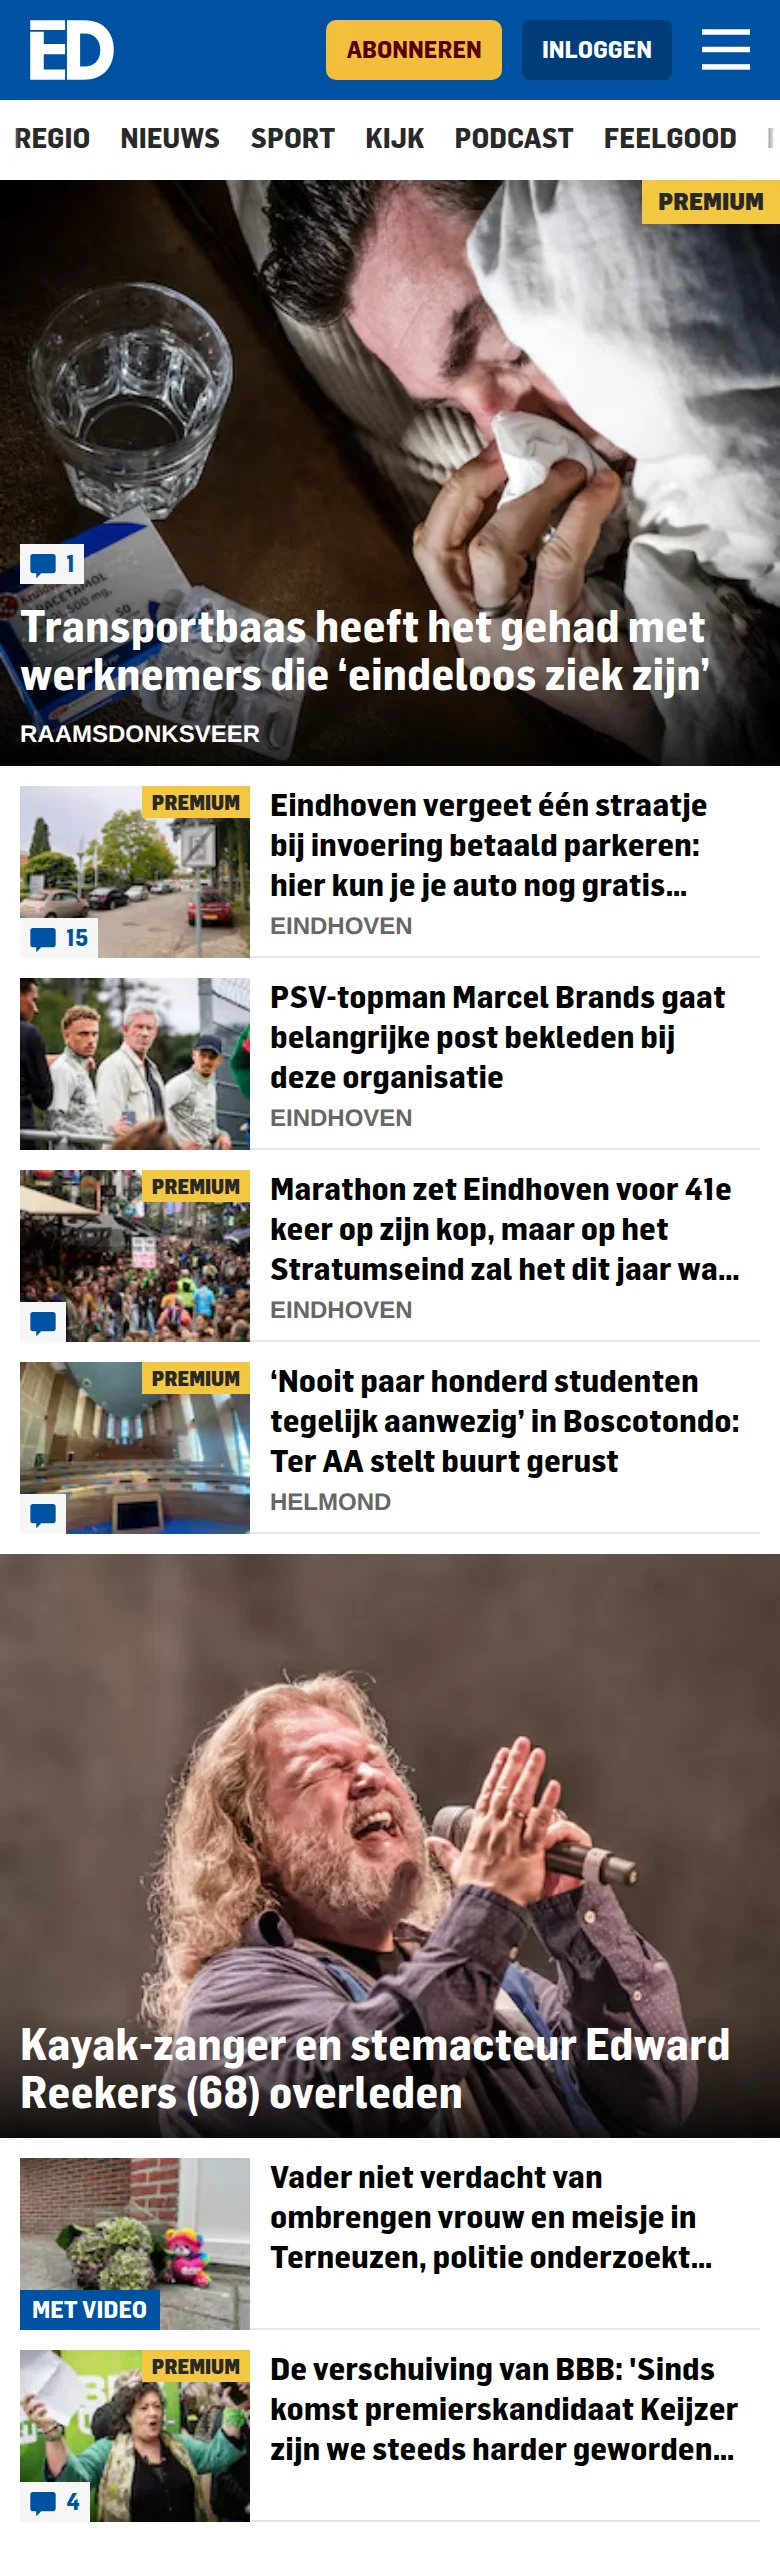 ED
ABONNEREN
INLOGGEN
REGIO NIEUWS SPORT KIJK PODCAST FEELGOOD
PREMIUM
Kruidvat
PARACETAMOL
500 mg,
50
1
Transportbaas heeft het gehad met
werknemers die ‘eindeloos ziek zijn’
RAAMSDONKSVEER
PREMIUM
15
Eindhoven vergeet één straatje
bij invoering betaald parkeren:
hier kun je je auto nog gratis...
EINDHOVEN
PSV-topman Marcel Brands gaat
belangrijke post bekleden bij
deze organisatie
EINDHOVEN
PREMIUM
Marathon zet Eindhoven voor 41e
keer op zijn kop, maar op het
Stratumseind zal het dit jaar wa...
EINDHOVEN
PREMIUM
‘Nooit paar honderd studenten
tegelijk aanwezig’ in Boscotondo:
Ter AA stelt buurt gerust
HELMOND
Kayak-zanger en stemacteur Edward
Reekers (68) overleden
MET VIDEO
Vader niet verdacht van
ombrengen vrouw en meisje in
Terneuzen, politie onderzoekt...
PREMIUM
4
De verschuiving van BBB: 'Sinds
komst premierskandidaat Keijzer
zijn we steeds harder geworden...